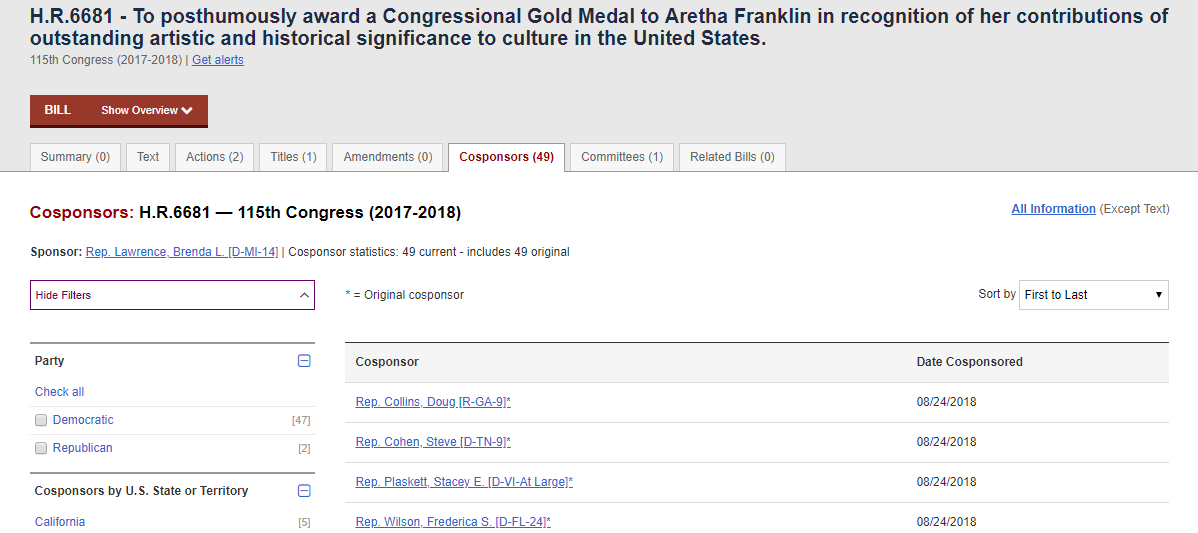 H.R.6681 - To posthumously award a Congressional Gold Medal to Aretha Franklin in recognition of her contributions of
outstanding artistic and historical significance to culture in the United States.
115th Congress (2017-2018) | Get alerts
BILL Show Overview
Summary (0) Text Actions (2) Titles (1) Amendments (0) Cosponsors (49) Committees (1) Related Bills (0)
Cosponsors: H.R.6681 — 115th Congress (2017-2018)
All Information (Except Text)
Sponsor: Rep. Lawrence, Brenda L. [D-MI-14] | Cosponsor statistics: 49 current - includes 49 original
Hide Filters
* = Original cosponsor
Sort by First to Last
Party
Check all
Democratic [47]
Republican [2]
Cosponsors by U.S. State or Territory
California [5]
Cosponsor Date Cosponsored
Rep. Collins, Doug [R-GA-9]* 08/24/2018
Rep. Cohen, Steve [D-TN-9]* 08/24/2018
Rep. Plaskett, Stacey E. [D-VI-At Large]* 08/24/2018
Rep. Wilson, Frederica S. [D-FL-24]* 08/24/2018